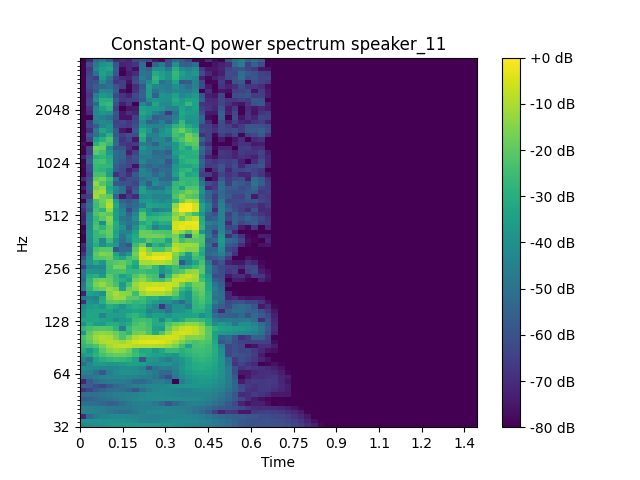 Constant-Q power spectrum speaker_11
Hz
2048
1024
512
256
128
64
32
0 0.15 0.3 0.45 0.6 0.75 0.9 1.1 1.2 1.4
Time
+0 dB
-10 dB
-20 dB
-30 dB
-40 dB
-50 dB
-60 dB
-70 dB
-80 dB